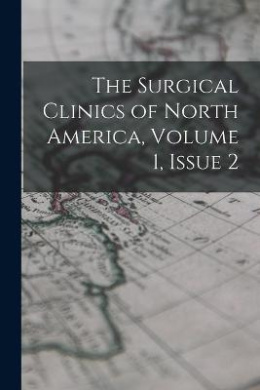 The Surgical
Clinics of North
America, Volume
1, Issue 2